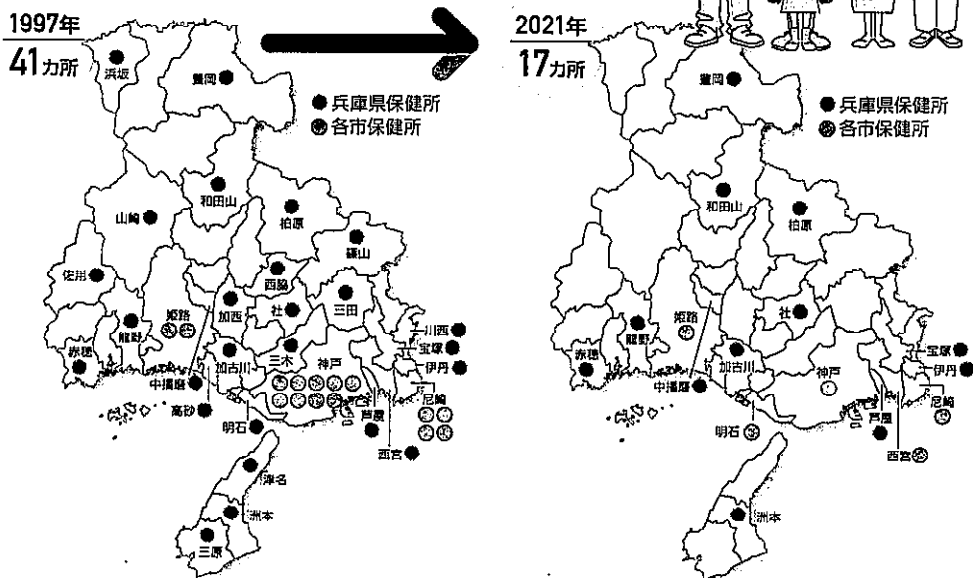 1997年
41カ所
兵庫県保健所
各市保健所
浜坂
豊岡
和田山
山崎
柏原
篠山
佐用
西脇
姫路
加西
社
三田
龍野
川西
赤穂
加古川
三木
神戸
宝塚
伊丹
中播磨
尼崎
高砂
芦屋
明石
西宮
津名
洲本
三原
2021年
17カ所
兵庫県保健所
各市保健所
豊岡
和田山
柏原
姫路
社
龍野
赤穂
加古川
神戸
宝塚
伊丹
中播磨
尼崎
明石
芦屋
西宮
洲本